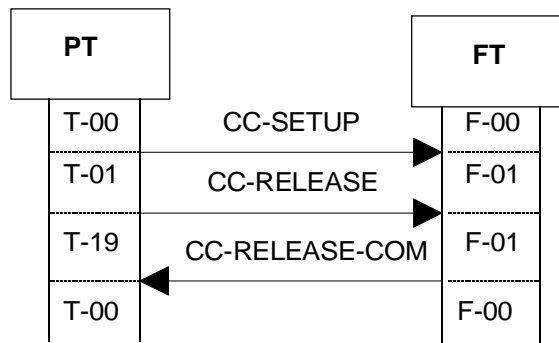 PT
FT
T-00
CC-SETUP
F-00
T-01
CC-RELEASE
F-01
T-19
CC-RELEASE-COM
F-01
T-00
F-00